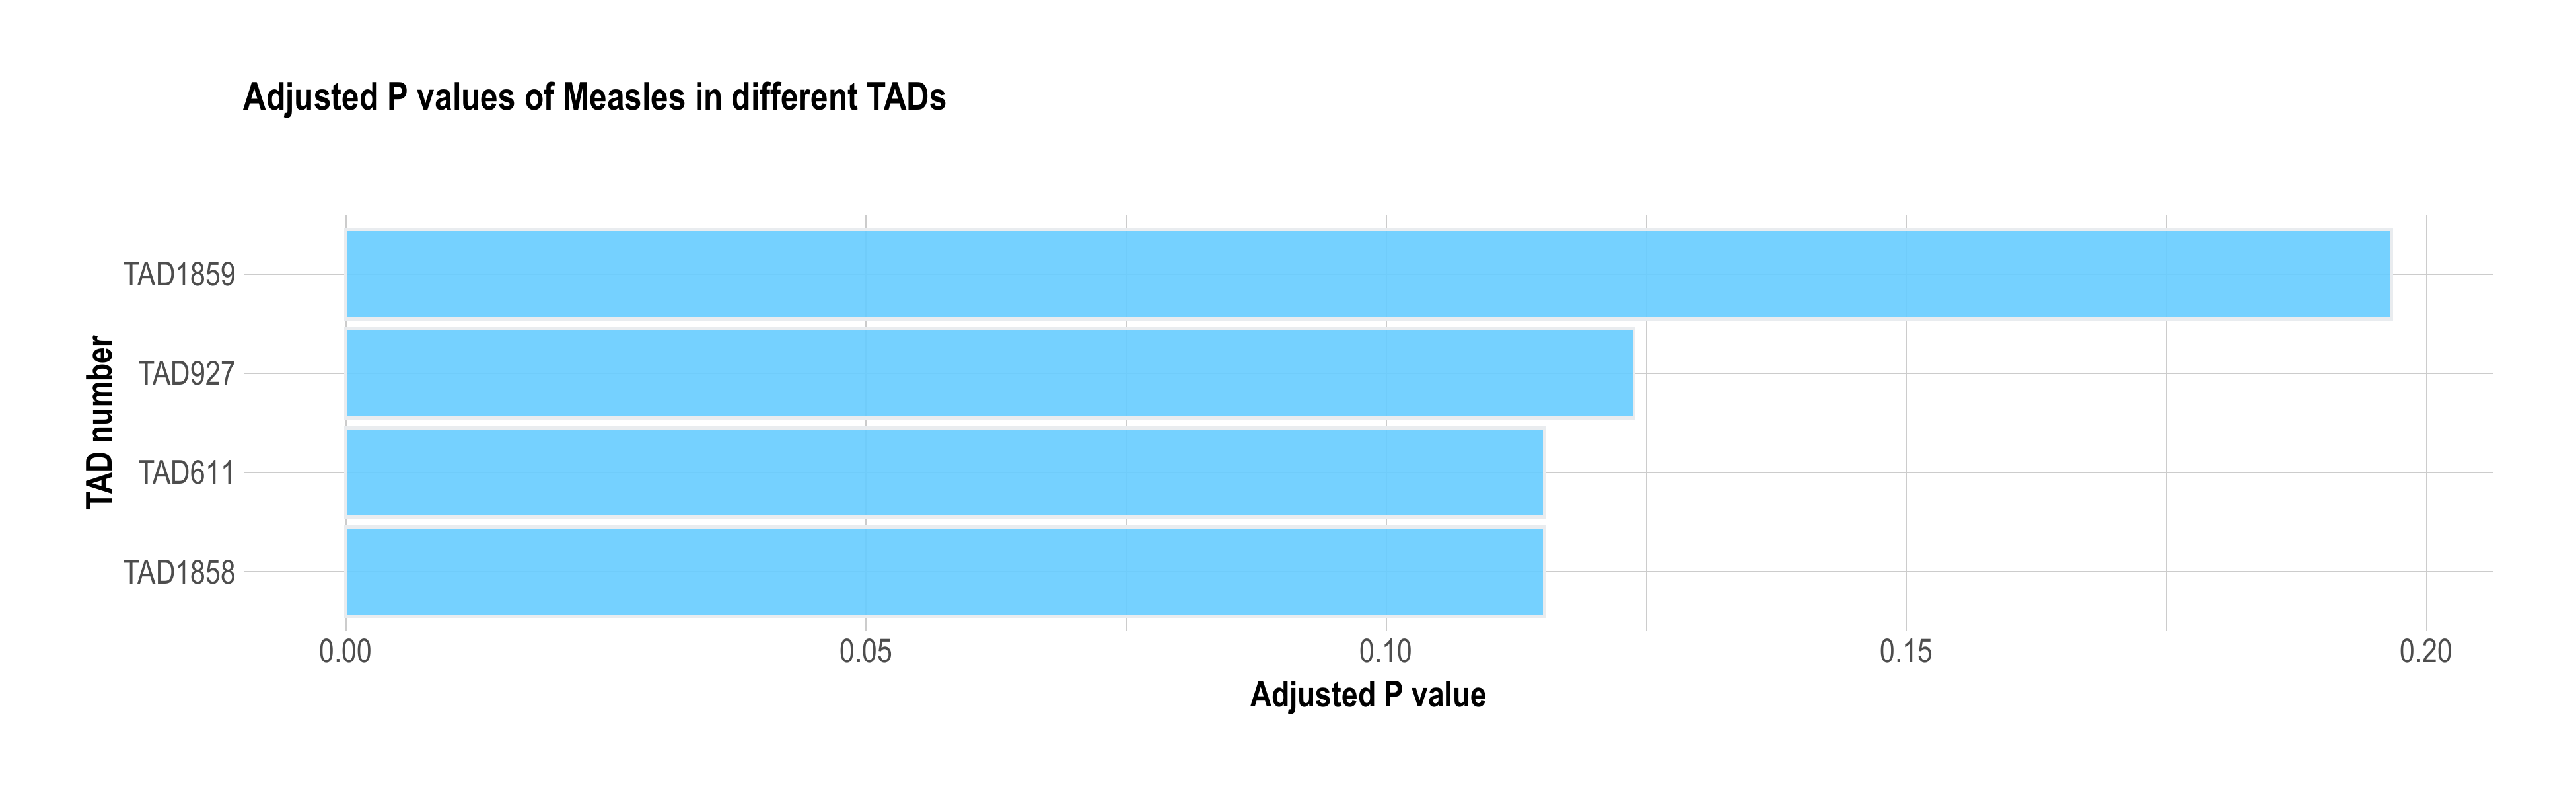 Adjusted P values of Measles in different TADs
TAD number
TAD1859
TAD927
TAD611
TAD1858
0.00 0.05 0.10 0.15 0.20
Adjusted P value